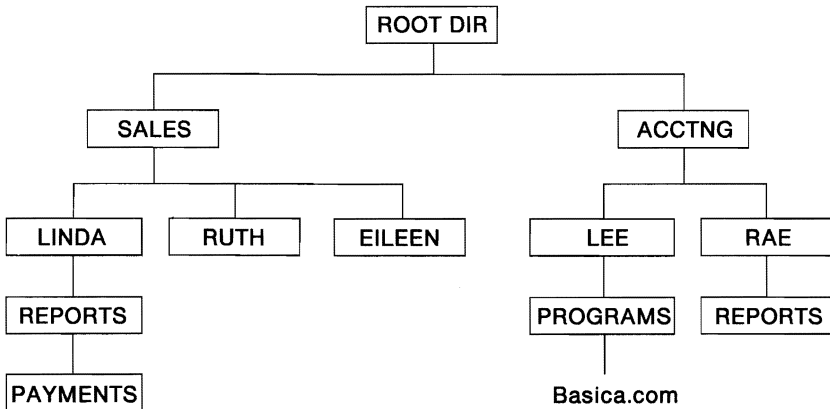 ROOT DIR
SALES ACCTNG
LINDA RUTH EILEEN LEE RAE
REPORTS PROGRAMS REPORTS
PAYMENTS Basica.com